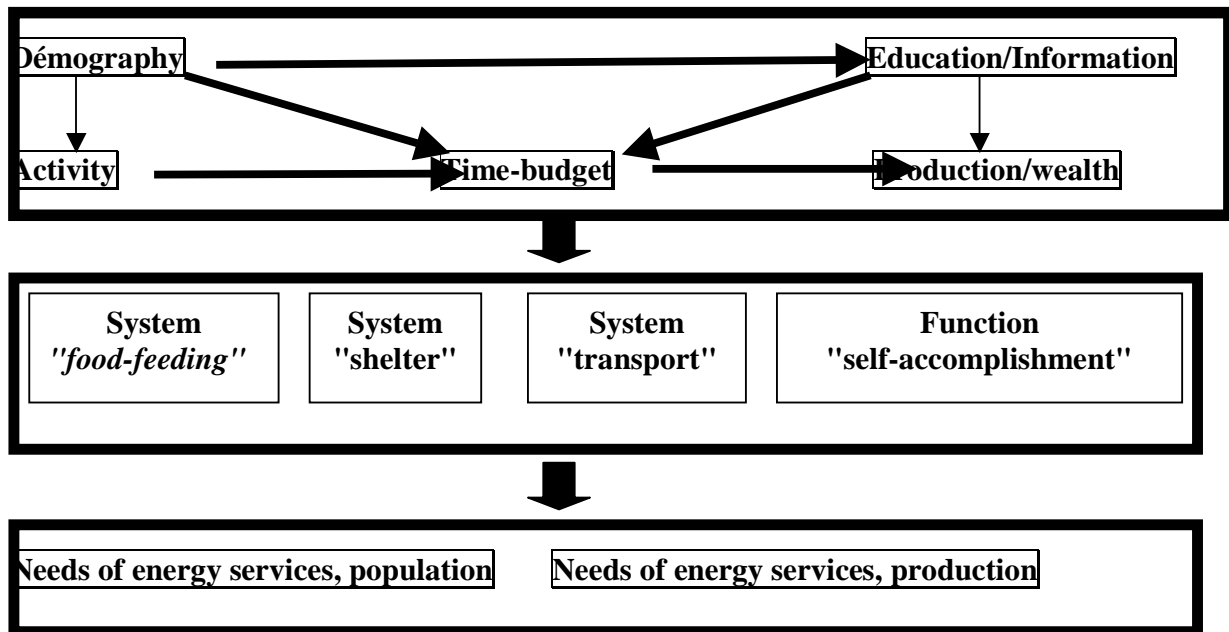 Démography
Education/Information
Activity
Time-budget
Production/wealth
System
"food-feeding"
System
"shelter"
System
"transport"
Function
"self-accomplishment"
Needs of energy services, population
Needs of energy services, production